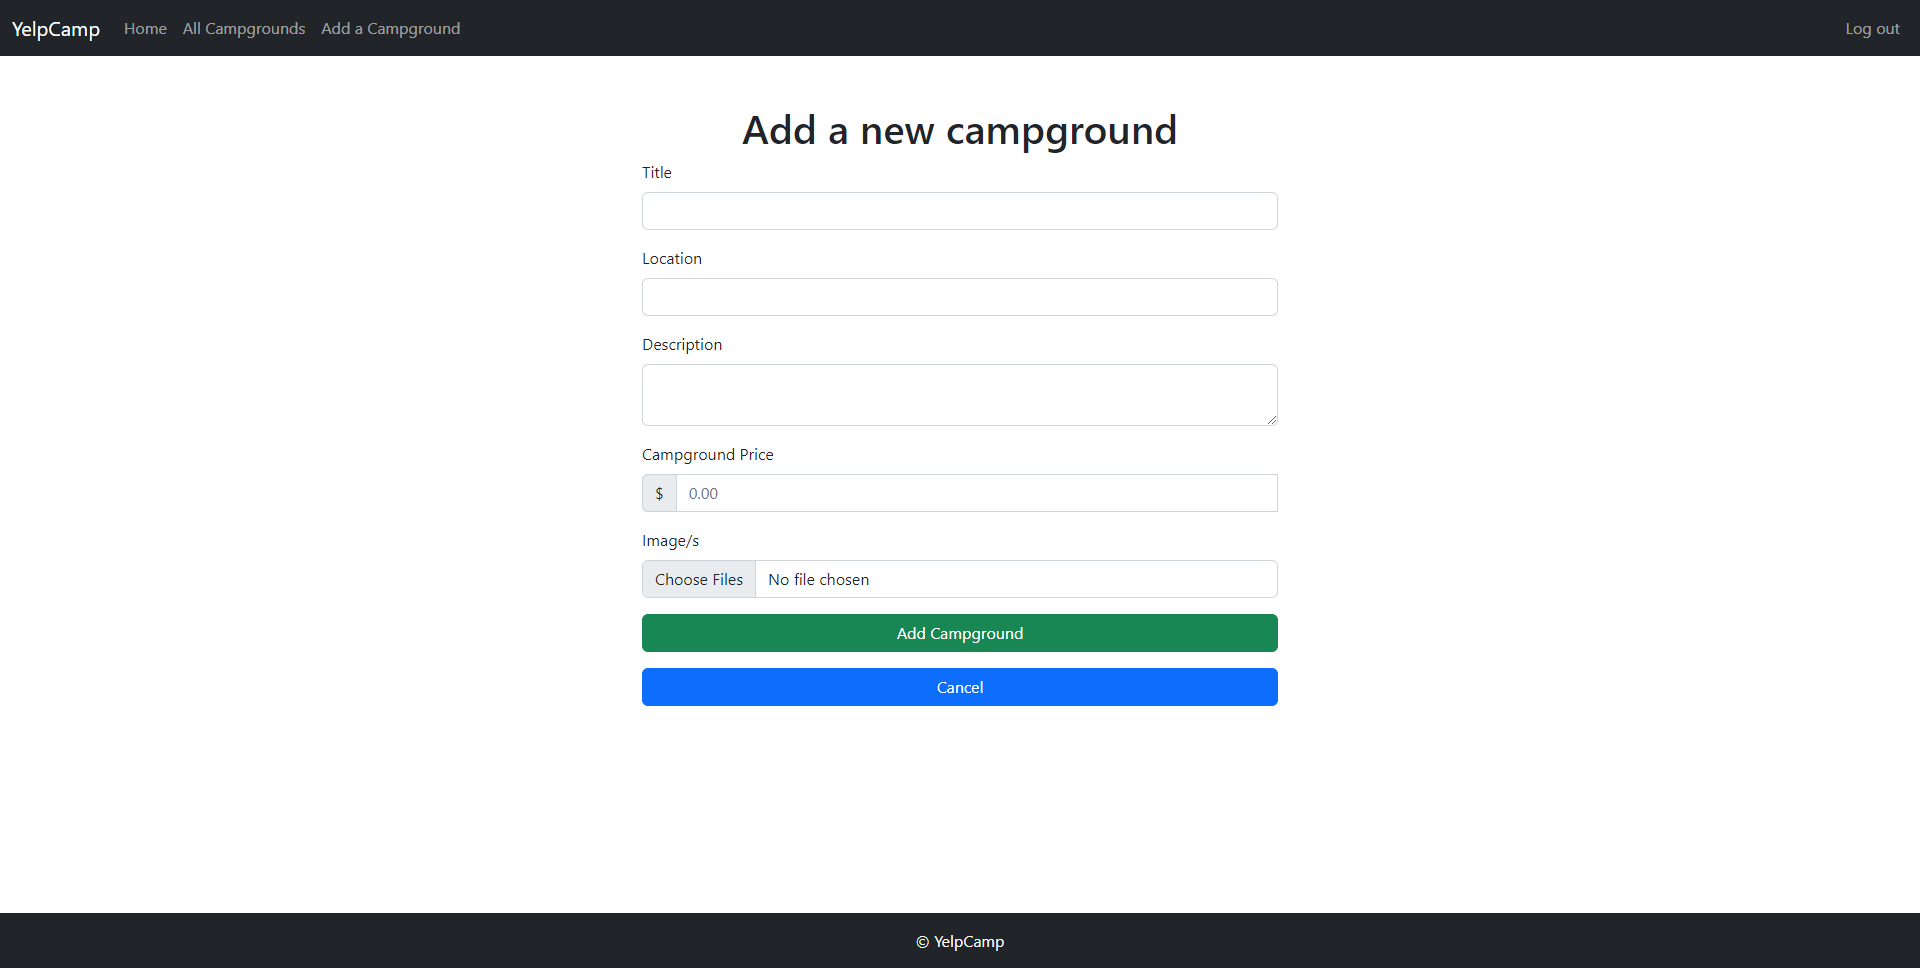 YelpCamp Home All Campgrounds Add a Campground Log out
Add a new campground
Title
Location
Description
Campground Price
$ 0.00
Image/s
Choose Files No file chosen
Add Campground
Cancel
© YelpCamp